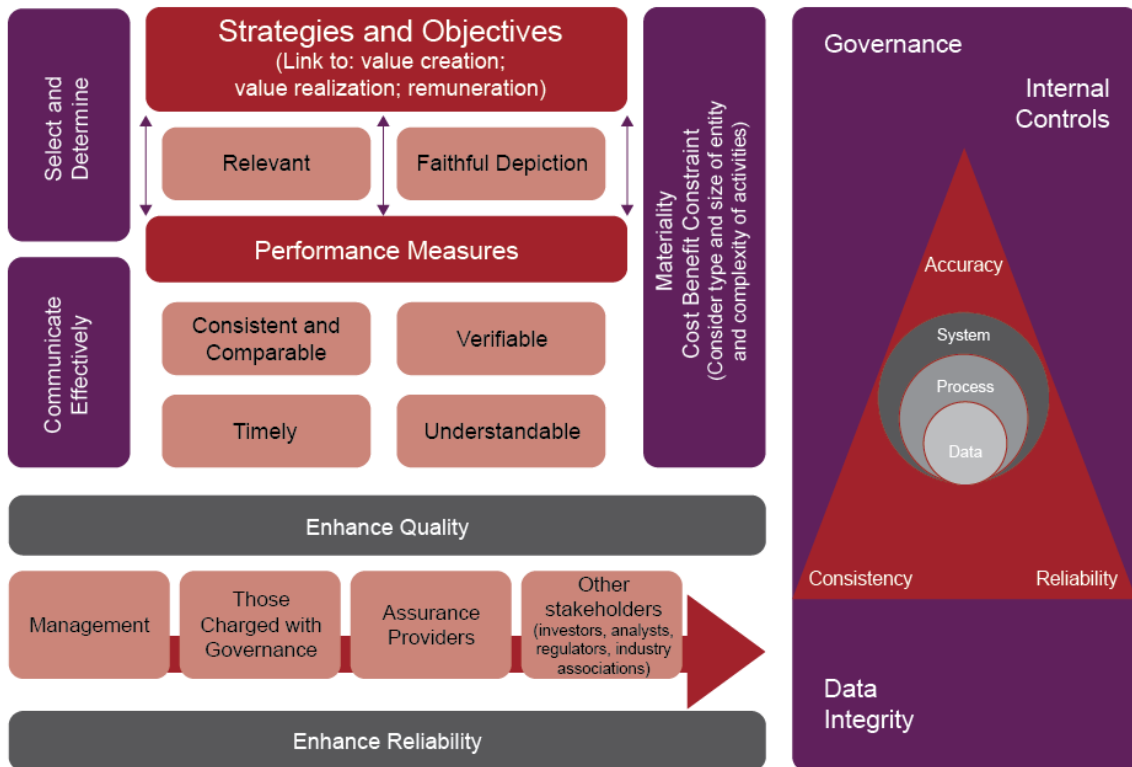 Select and
Determine
Strategies and Objectives
(Link to: value creation;
value realization; remuneration)
Relevant
Faithful Depiction
Performance Measures
Communicate
Effectively
Consistent and
Comparable
Verifiable
Timely
Understandable
Materiality
Cost Benefit Constraint
(Consider type and size of entity
and complexity of activities)
Enhance Quality
Management
Those
Charged with
Governance
Assurance
Providers
Other
stakeholders
(investors, analysts,
regulators, industry
associations)
Enhance Reliability
Governance
Internal
Controls
Accuracy
System
Process
Data
Consistency
Reliability
Data
Integrity